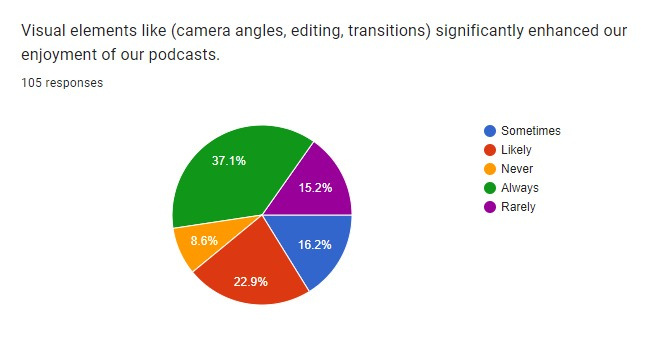 Visual elements like (camera angles, editing, transitions) significantly enhanced our
enjoyment of our podcasts.
105 responses
Sometimes
Likely
Never
Always
Rarely
37.1%
15.2%
8.6%
16.2%
22.9%